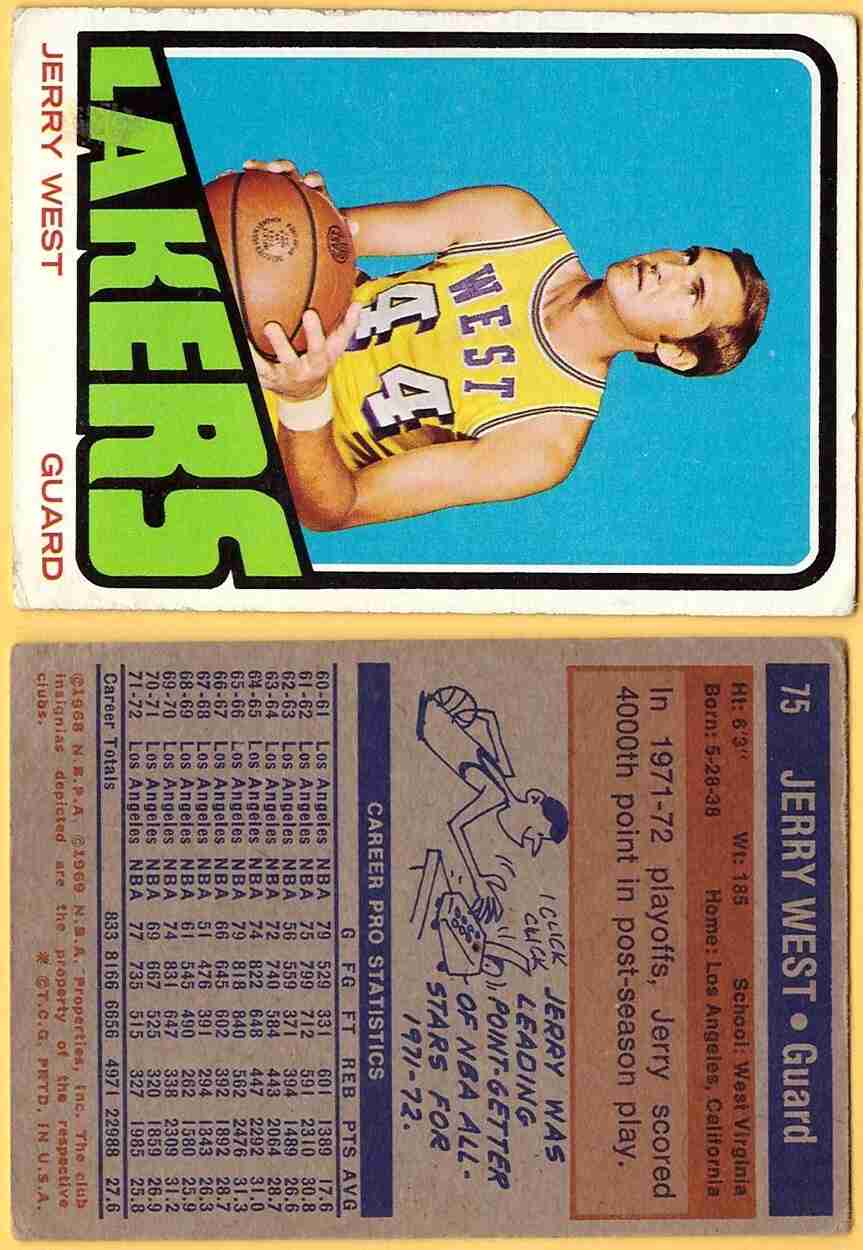 WEST
44
LAKERS
JERRY WEST GUARD
75 JERRY WEST • Guard
Ht: 6'3" Wt: 185 School: West Virginia
Born: 5-28-38 Home: Los Angeles, California
In 1971-72 playoffs, Jerry scored
4000th point in post-season play.
CLICK
CLICK
JERRY WAS
LEADING
POINT-GETTER
OF NBA ALL-
STARS FOR
1971-72.
CAREER PRO STATISTICS
G FG FT REB PTS AVG
60-61 Los Angeles NBA 79 529 331 601 1389 17.6
61-62 Los Angeles NBA 75 799 712 591 2310 30.8
62-63 Los Angeles NBA 56 559 371 394 1489 26.6
63-64 Los Angeles NBA 72 740 584 443 2064 28.7
64-65 Los Angeles NBA 74 822 648 447 2292 31.0
65-66 Los Angeles NBA 79 818 840 562 2476 31.3
66-67 Los Angeles NBA 66 645 602 392 1892 28.7
67-68 Los Angeles NBA 51 476 391 294 1343 26.3
68-69 Los Angeles NBA 61 545 490 262 1580 25.9
69-70 Los Angeles NBA 74 831 647 338 2309 31.2
70-71 Los Angeles NBA 69 667 525 320 1859 26.9
71-72 Los Angeles NBA 77 735 515 327 1985 25.8
Career Totals 833 8166 6656 4971 22988 27.6
©1968 N.B.P.A. ©1969 N.B.A. Properties, Inc. The club
insignias depicted are the property of the respective
clubs. * ©T.C.G. PRTD. IN U.S.A.